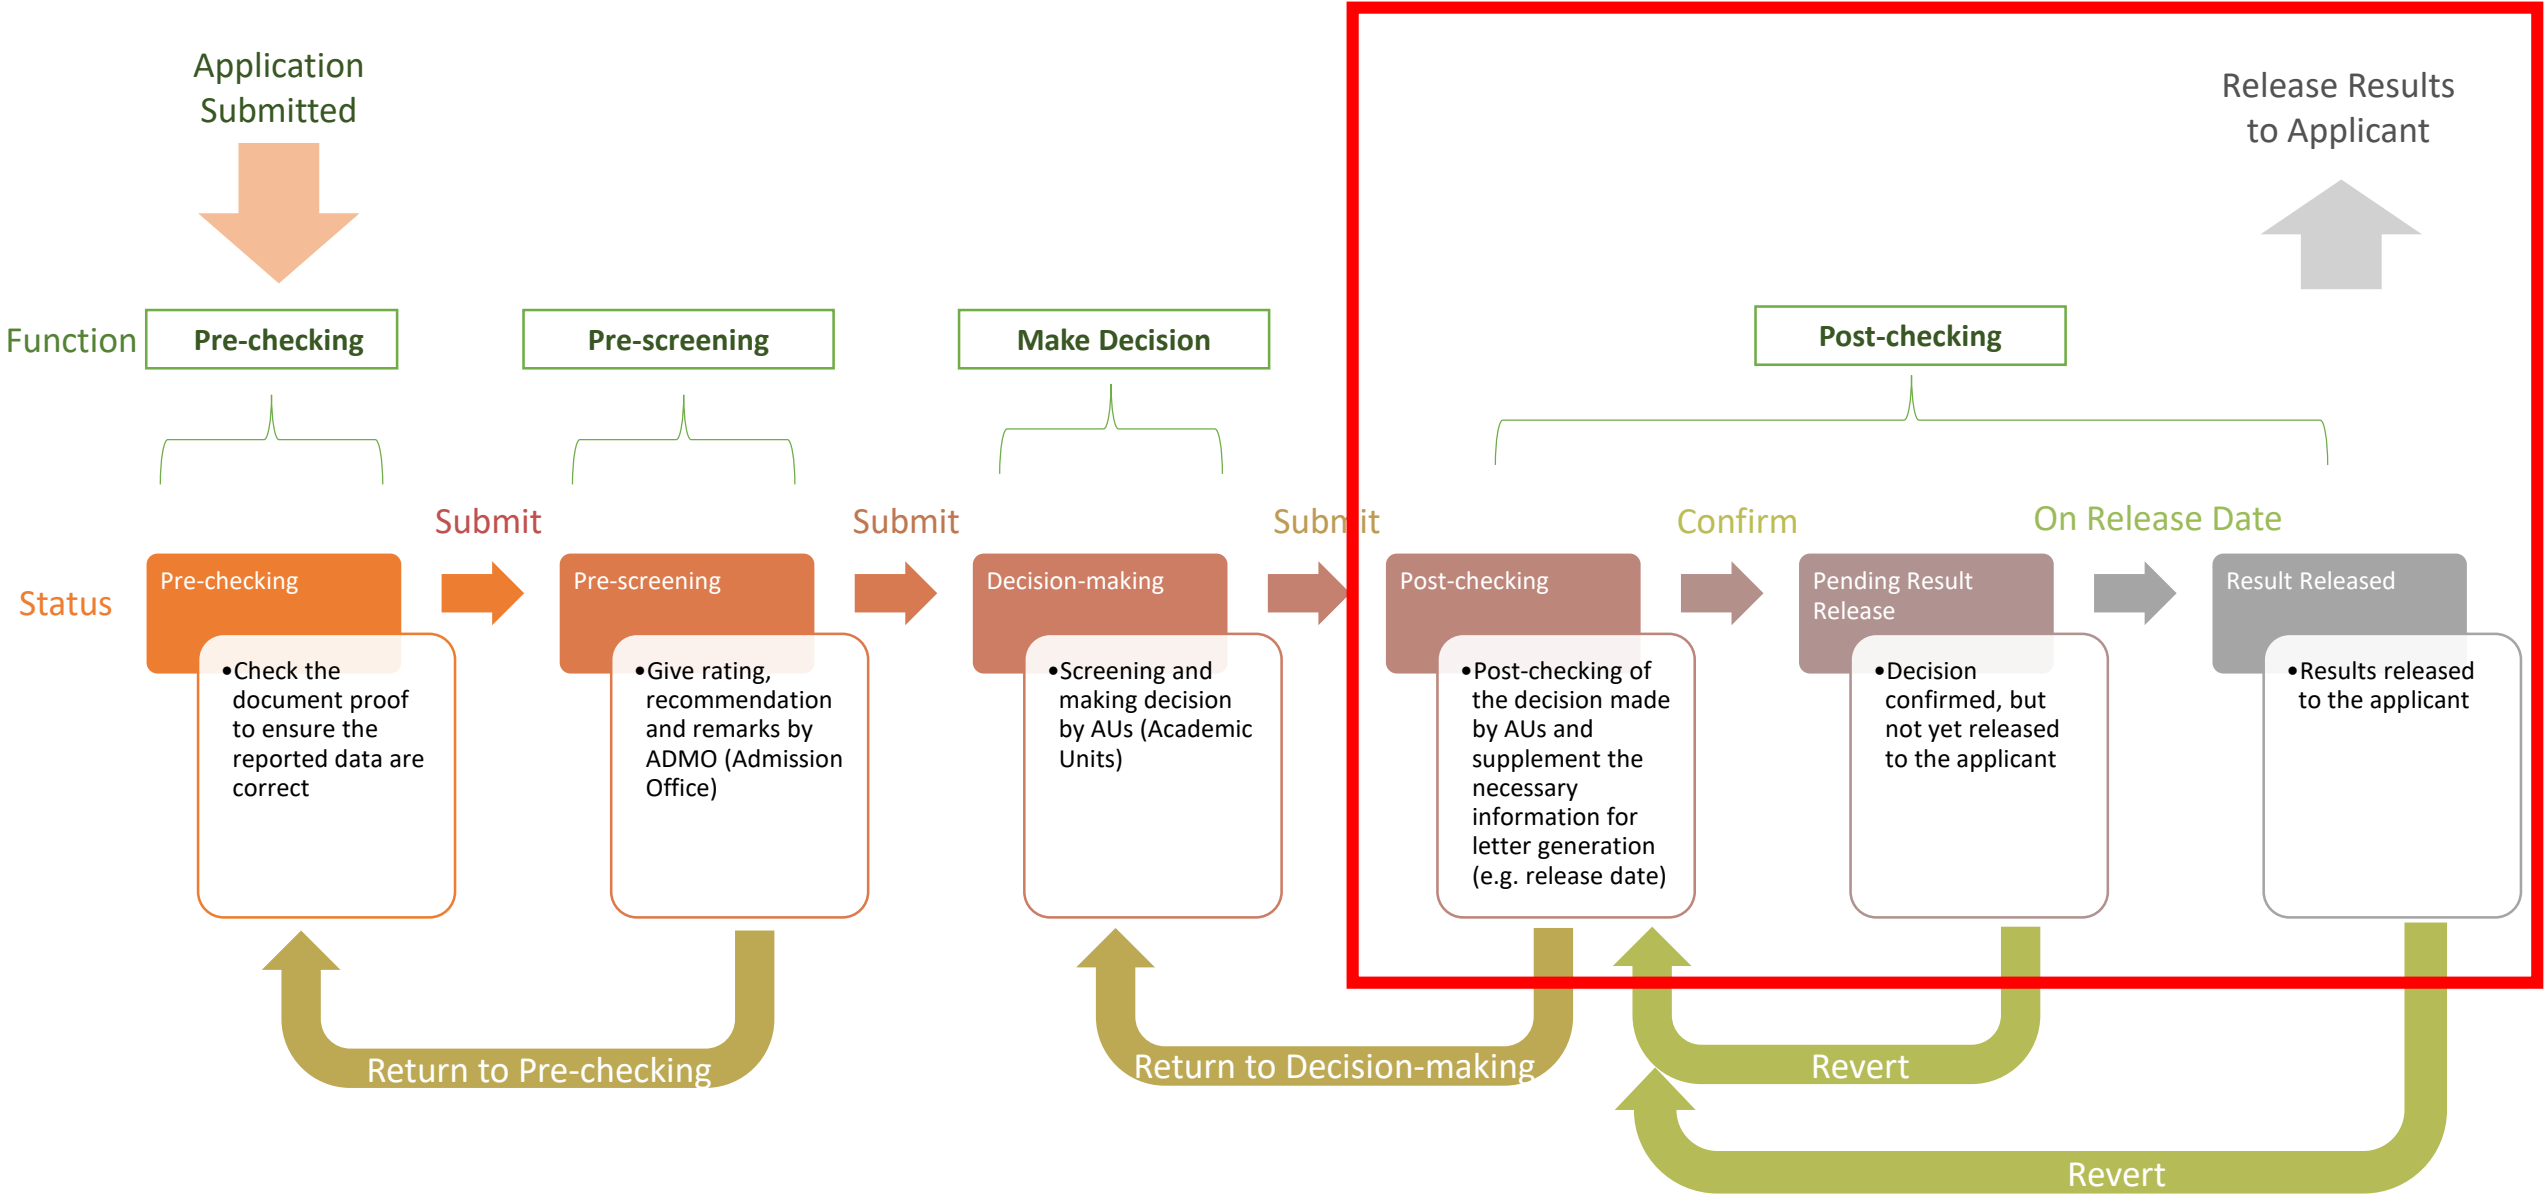 Application
Submitted
Release Results
to Applicant
Function
Pre-checking
Pre-screening
Make Decision
Post-checking
Submit
Submit
Submit
Confirm
On Release Date
Status
Pre-checking
•Check the
document proof
to ensure the
reported data are
correct
Pre-screening
•Give rating,
recommendation
and remarks by
ADMO (Admission
Office)
Decision-making
•Screening and
making decision
by AUs (Academic
Units)
Post-checking
•Post-checking of
the decision made
by AUs and
supplement the
necessary
information for
letter generation
(e.g. release date)
Pending Result
Release
•Decision
confirmed, but
not yet released
to the applicant
Result Released
•Results released
to the applicant
Return to Pre-checking
Return to Decision-making
Revert
Revert